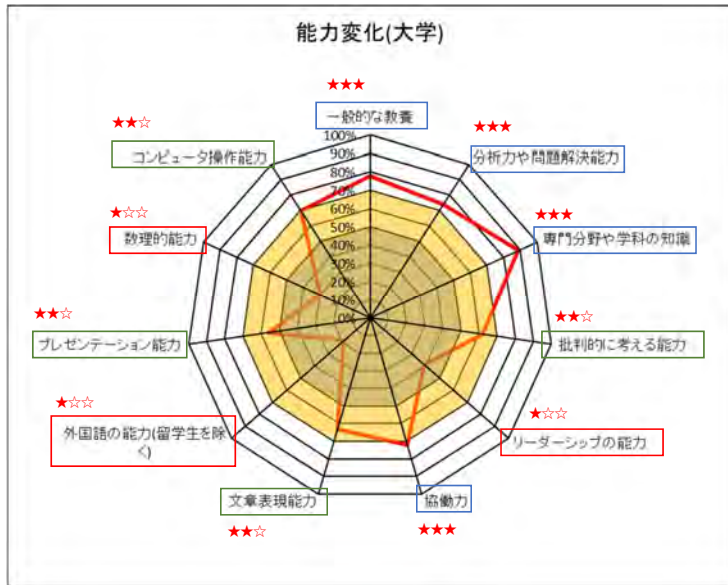 能力変化(大学)
★★★
一般的な教養
★★★
分析力や問題解決能力
★★★
専門分野や学科の知識
★★☆
批判的に考える能力
★☆☆
リーダーシップの能力
協働力
★★★
文章表現能力
★★☆
★☆☆
外国語の能力(留学生を除
く)
★★☆
プレゼンテーション能力
★☆☆
数理的能力
★★☆
コンピュータ操作能力
100%
90%
80%
70%
60%
50%
40%
30%
20%
10%
0%